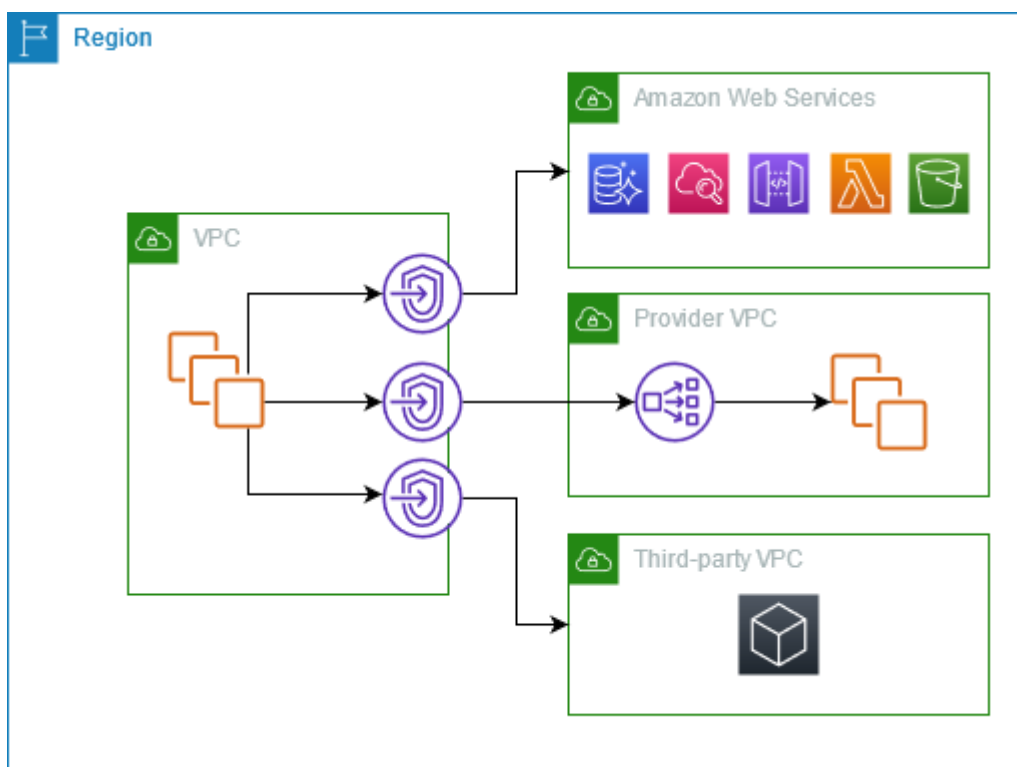 Region
Amazon Web Services
VPC
Provider VPC
Third-party VPC